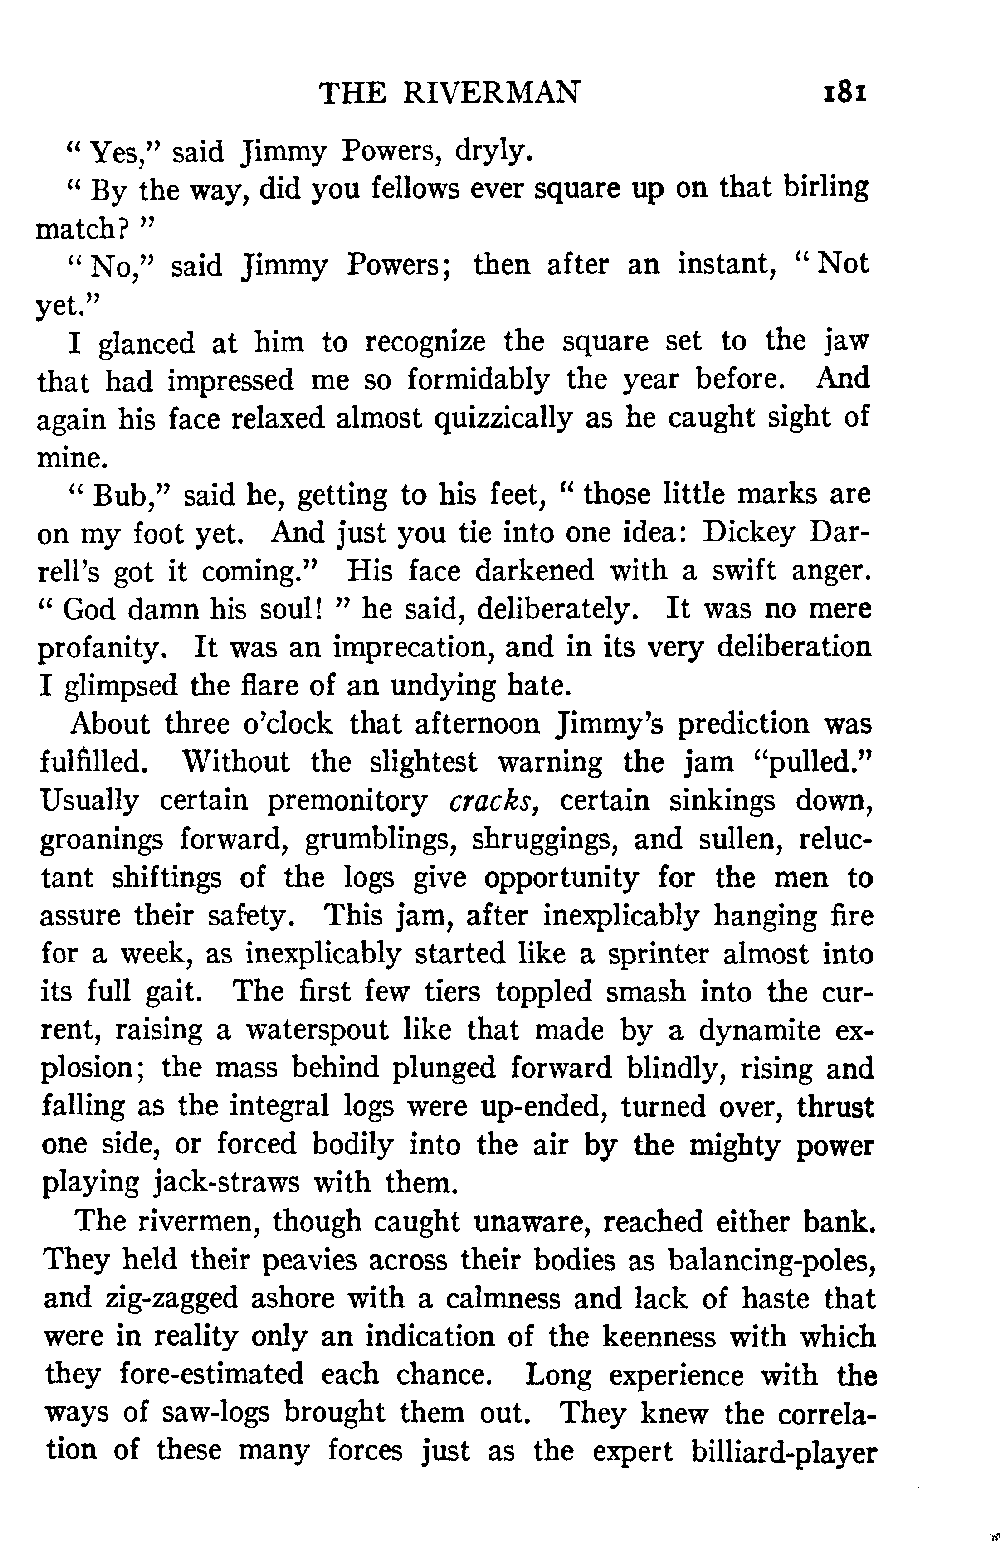 THE RIVERMAN 181
" Yes," said Jimmy Powers, dryly.
" By the way, did you fellows ever square up on that birling
match? "
" No," said Jimmy Powers; then after an instant, " Not
yet."
I glanced at him to recognize the square set to the jaw
that had impressed me so formidably the year before. And
again his face relaxed almost quizzically as he caught sight of
mine.
" Bub," said he, getting to his feet, " those little marks are
on my foot yet. And just you tie into one idea: Dickey Dar-
rell's got it coming." His face darkened with a swift anger.
" God damn his soul! " he said, deliberately. It was no mere
profanity. It was an imprecation, and in its very deliberation
I glimpsed the flare of an undying hate.
About three o'clock that afternoon Jimmy's prediction was
fulfilled. Without the slightest warning the jam "pulled."
Usually certain premonitory cracks, certain sinkings down,
groanings forward, grumblings, shruggings, and sullen, reluc-
tant shiftings of the logs give opportunity for the men to
assure their safety. This jam, after inexplicably hanging fire
for a week, as inexplicably started like a sprinter almost into
its full gait. The first few tiers toppled smash into the cur-
rent, raising a waterspout like that made by a dynamite ex-
plosion; the mass behind plunged forward blindly, rising and
falling as the integral logs were up-ended, turned over, thrust
one side, or forced bodily into the air by the mighty power
playing jack-straws with them.
The rivermen, though caught unaware, reached either bank.
They held their peavies across their bodies as balancing-poles,
and zig-zagged ashore with a calmness and lack of haste that
were in reality only an indication of the keenness with which
they fore-estimated each chance. Long experience with the
ways of saw-logs brought them out. They knew the correla-
tion of these many forces just as the expert billiard-player